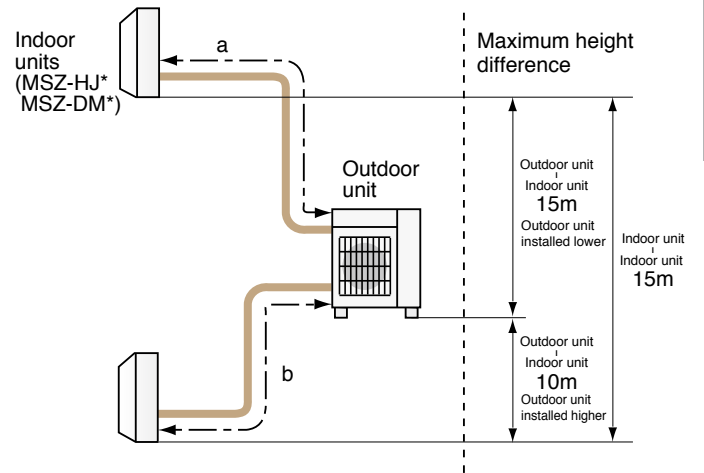 Indoor
units
(MSZ-HJ*
MSZ-DM*)
a
Maximum height
difference
Outdoor
unit
Outdoor unit
Indoor unit
15m
Outdoor unit
installed lower
Indoor unit
Indoor unit
15m
Outdoor unit
Indoor unit
10m
Outdoor unit
installed higher
b